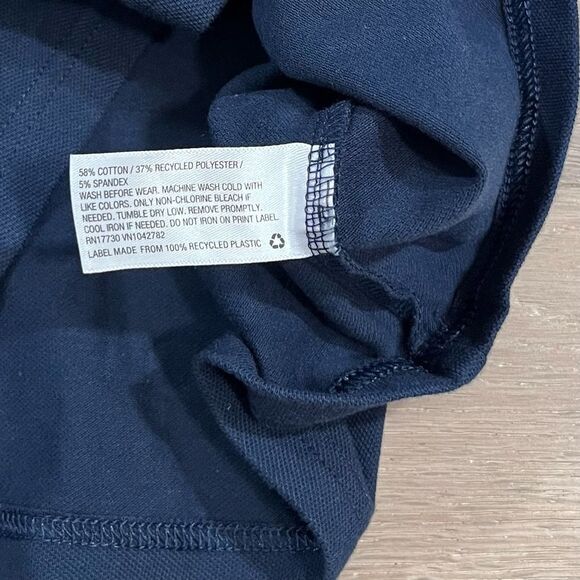 58% COTTON / 37% RECYCLED POLYESTER /
5% SPANDEX
WASH BEFORE WEAR. MACHINE WASH COLD WITH
LIKE COLORS. ONLY NON-CHLORINE BLEACH IF
NEEDED. TUMBLE DRY LOW. REMOVE PROMPTLY.
COOL IRON IF NEEDED. DO NOT IRON ON PRINT LABEL.
RN17730 VN1042782
LABEL MADE FROM 100% RECYCLED PLASTIC